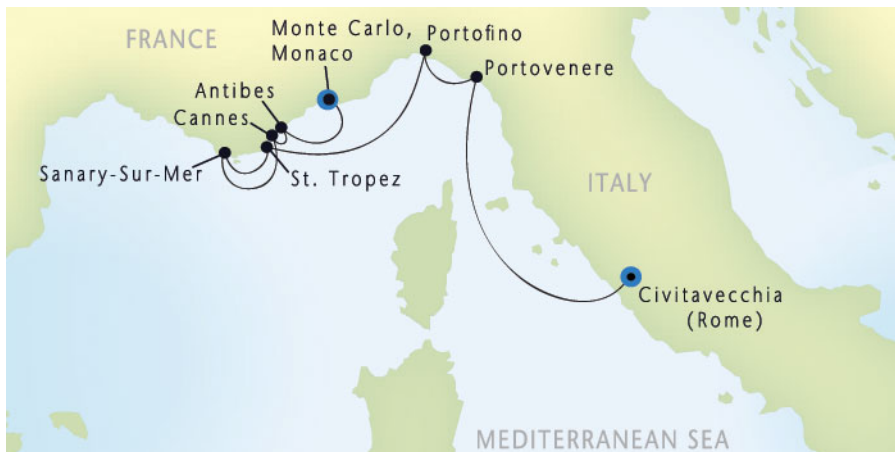 FRANCE
Monte Carlo,
Monaco
Portofino
Portovenere
Antibes
Cannes
Sanary-Sur-Mer
St. Tropez
ITALY
Civitavecchia
(Rome)
MEDITERRANEAN SEA